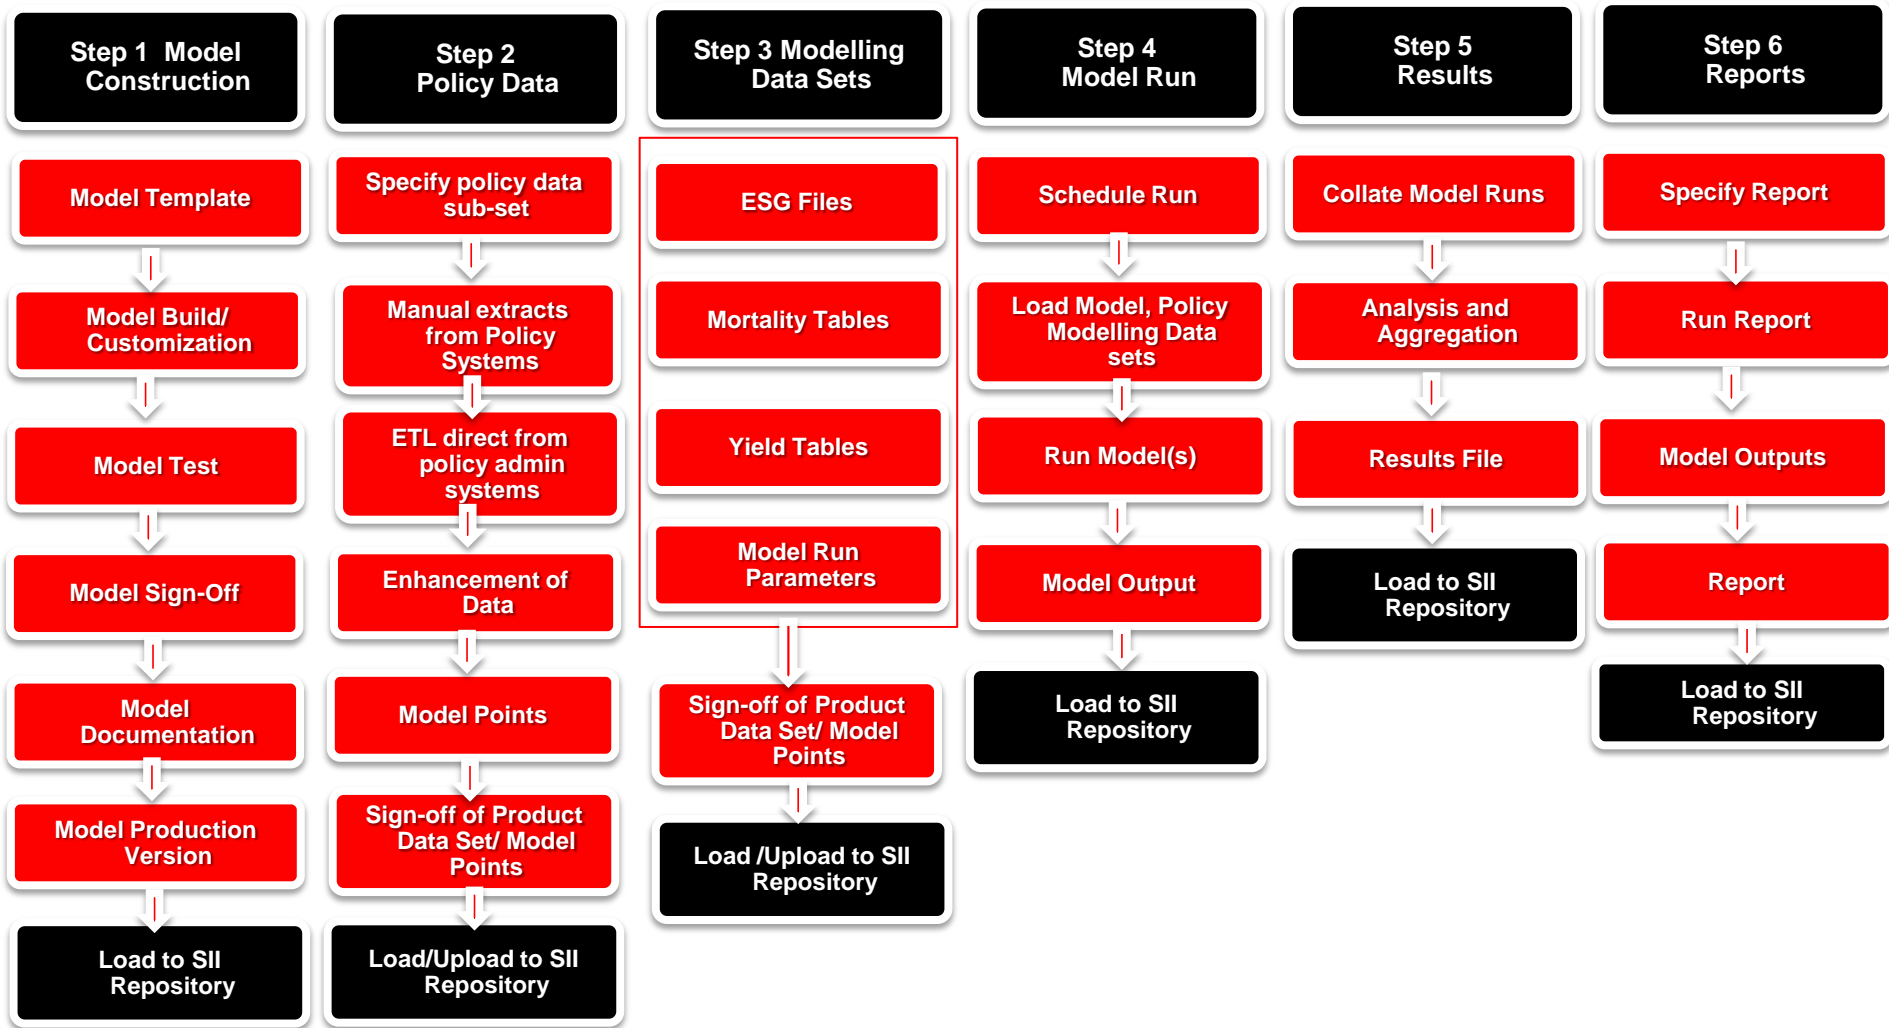 Step 1  Model
Construction
Model Template
Model Build/
Customization
Model Test
Model Sign-Off
Model
Documentation
Model Production
Version
Load to SII
Repository
Step 2
Policy Data
Specify policy data
sub-set
Manual extracts
from Policy
Systems
ETL direct from
policy admin
systems
Enhancement of
Data
Model Points
Sign-off of Product
Data Set/ Model
Points
Load/Upload to SII
Repository
Step 3 Modelling
Data Sets
ESG Files
Mortality Tables
Yield Tables
Model Run
Parameters
Sign-off of Product
Data Set/ Model
Points
Load /Upload to SII
Repository
Step 4
Model Run
Schedule Run
Load Model, Policy
Modelling Data
sets
Run Model(s)
Model Output
Load to SII
Repository
Step 5
Results
Collate Model Runs
Analysis and
Aggregation
Results File
Load to SII
Repository
Step 6
Reports
Specify Report
Run Report
Model Outputs
Report
Load to SII
Repository